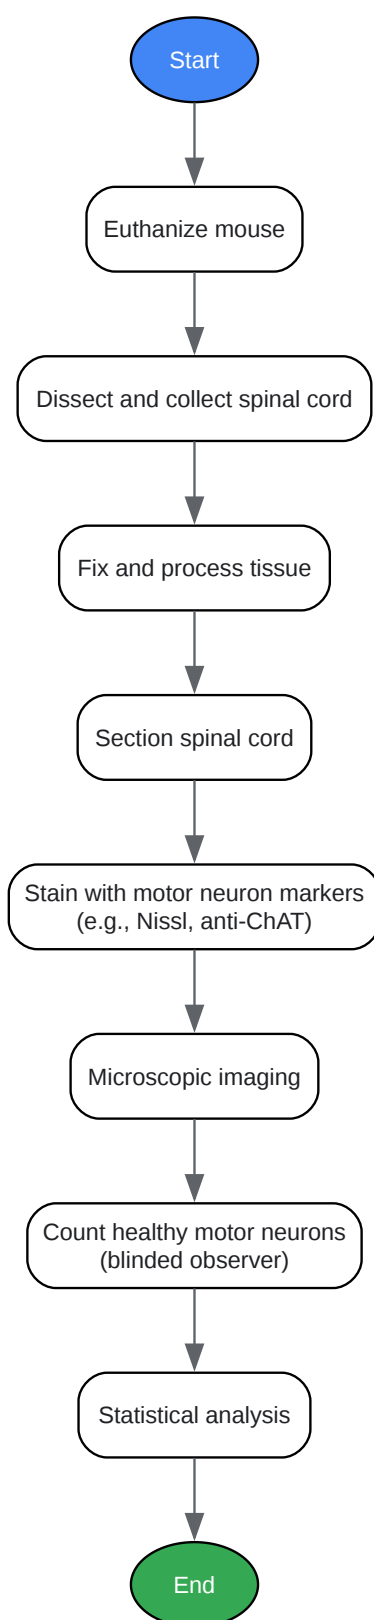 Start
Euthanize mouse
Dissect and collect spinal cord
Fix and process tissue
Section spinal cord
Stain with motor neuron markers
(e.g., Nissl, anti-ChAT)
Microscopic imaging
Count healthy motor neurons
(blinded observer)
Statistical analysis
End